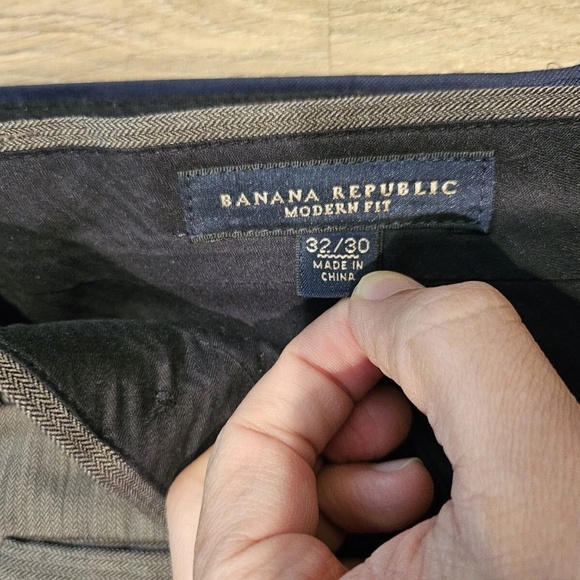 BANANA REPUBLIC
MODERN FIT
32/30
MADE IN
CHINA